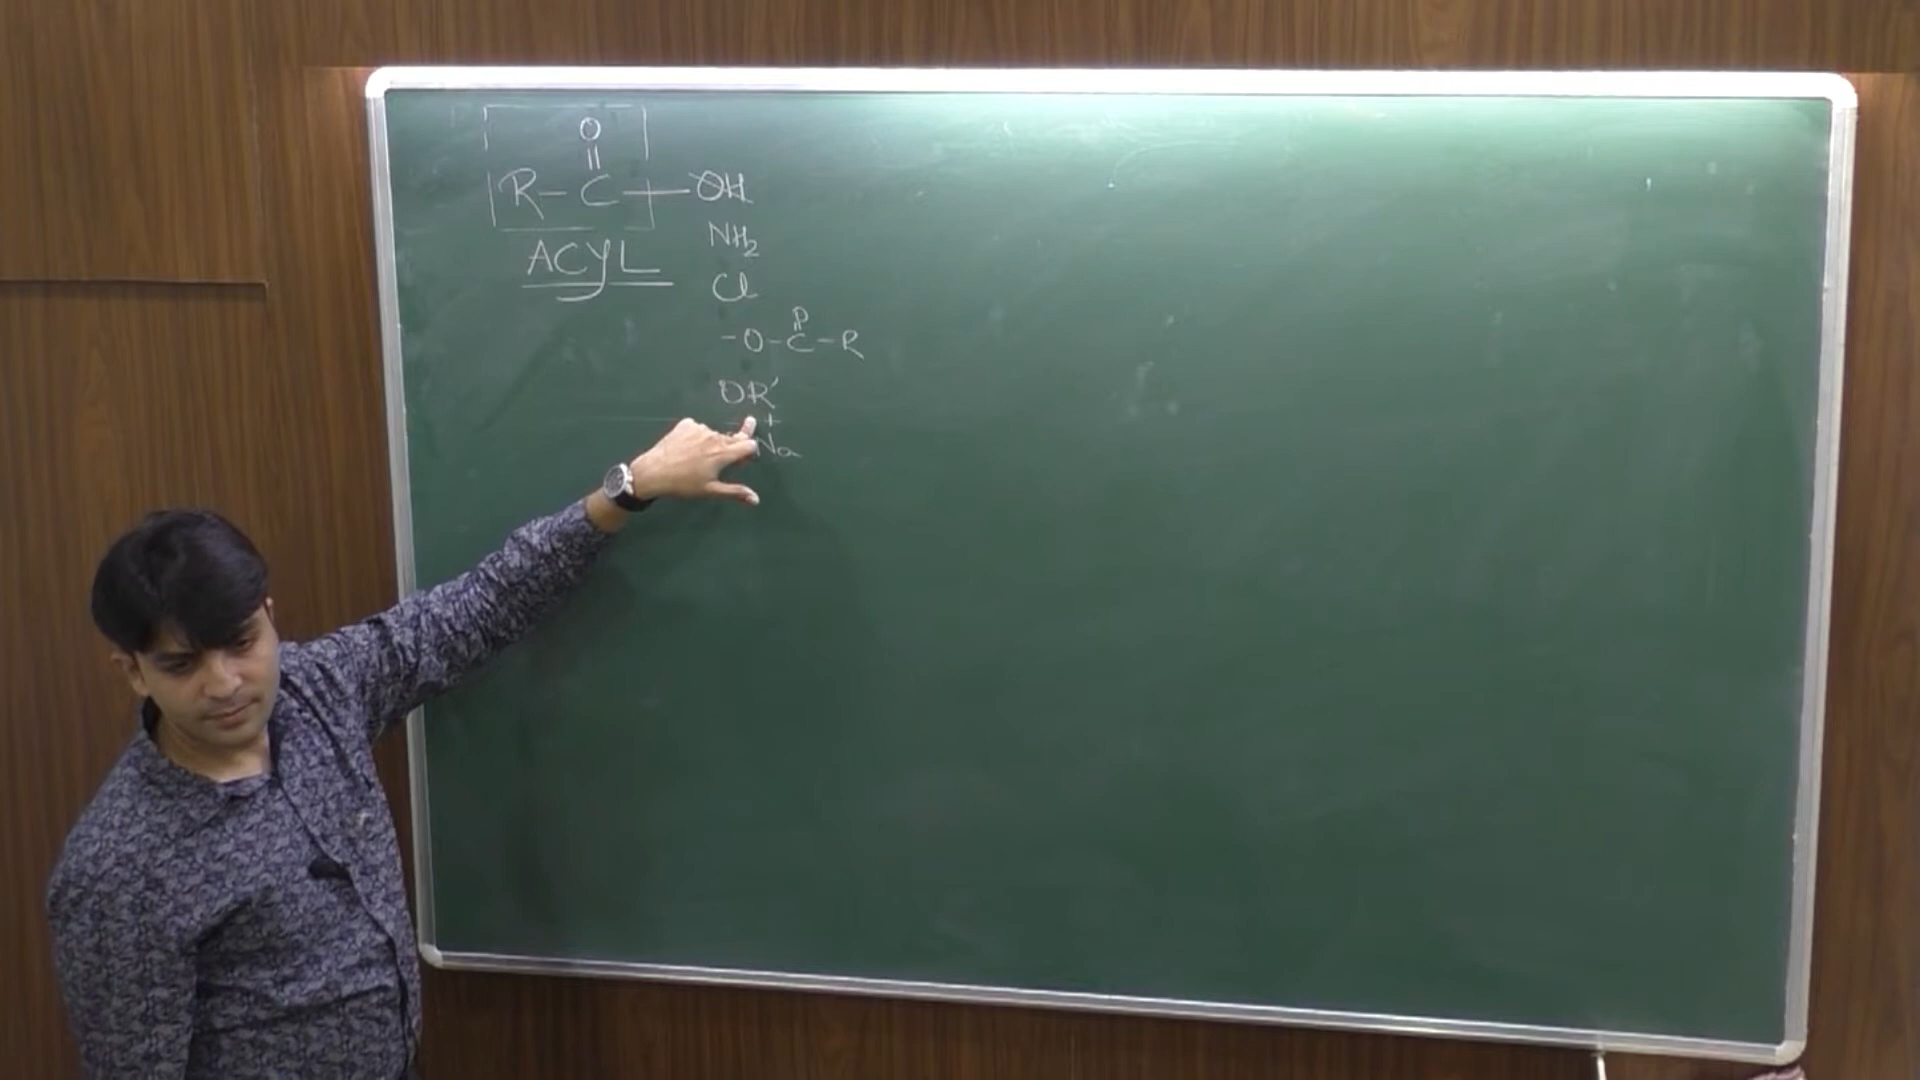 O
||
R-C-OH
NH₂
ACYL
Cl
O
||
-O-C-R
OR'
- +
Na